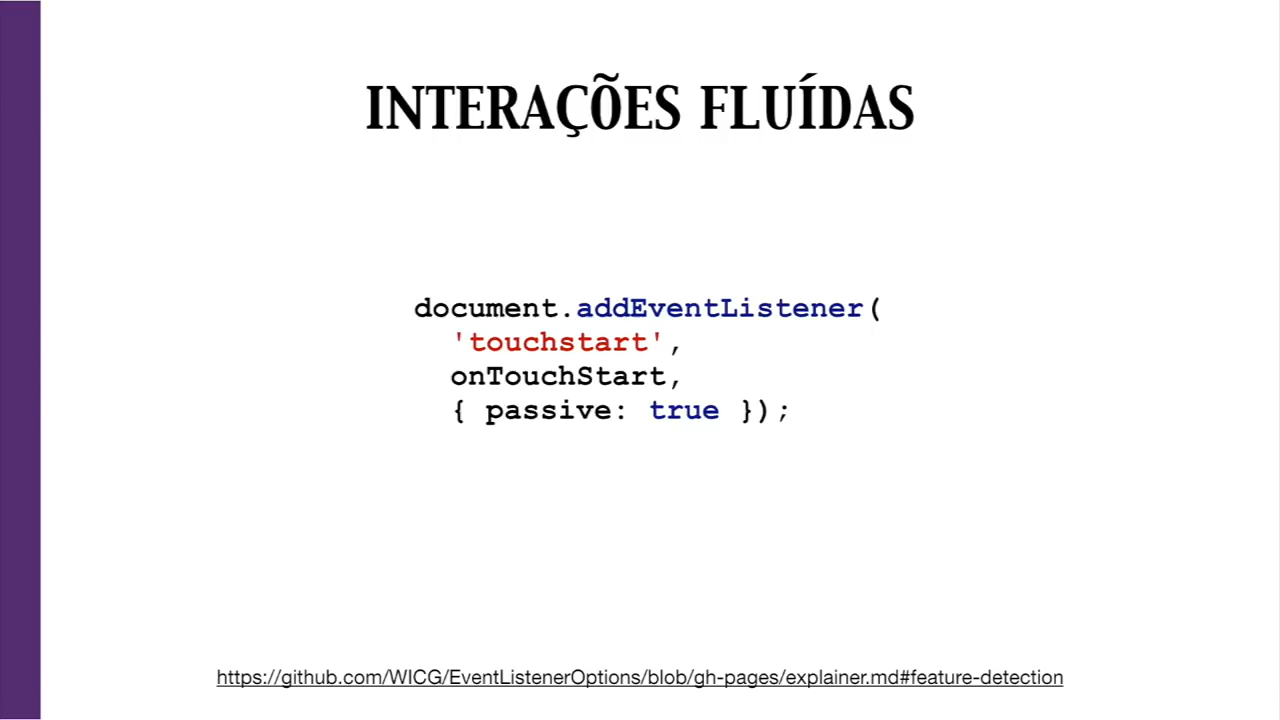 INTERAÇÕES FLUÍDAS
document.addEventListener(
'touchstart',
onTouchStart,
{ passive: true });
https://github.com/WICG/EventListenerOptions/blob/gh-pages/explainer.md#feature-detection